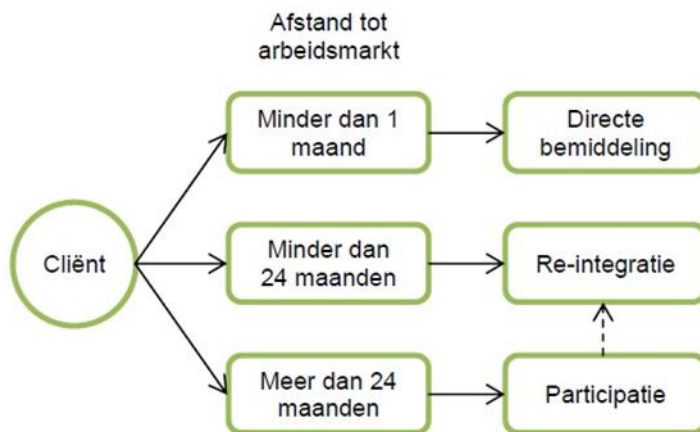 Afstand tot
arbeidsmarkt
Minder dan 1
maand
Directe
bemiddeling
Cliënt
Minder dan
24 maanden
Re-integratie
Meer dan 24
maanden
Participatie